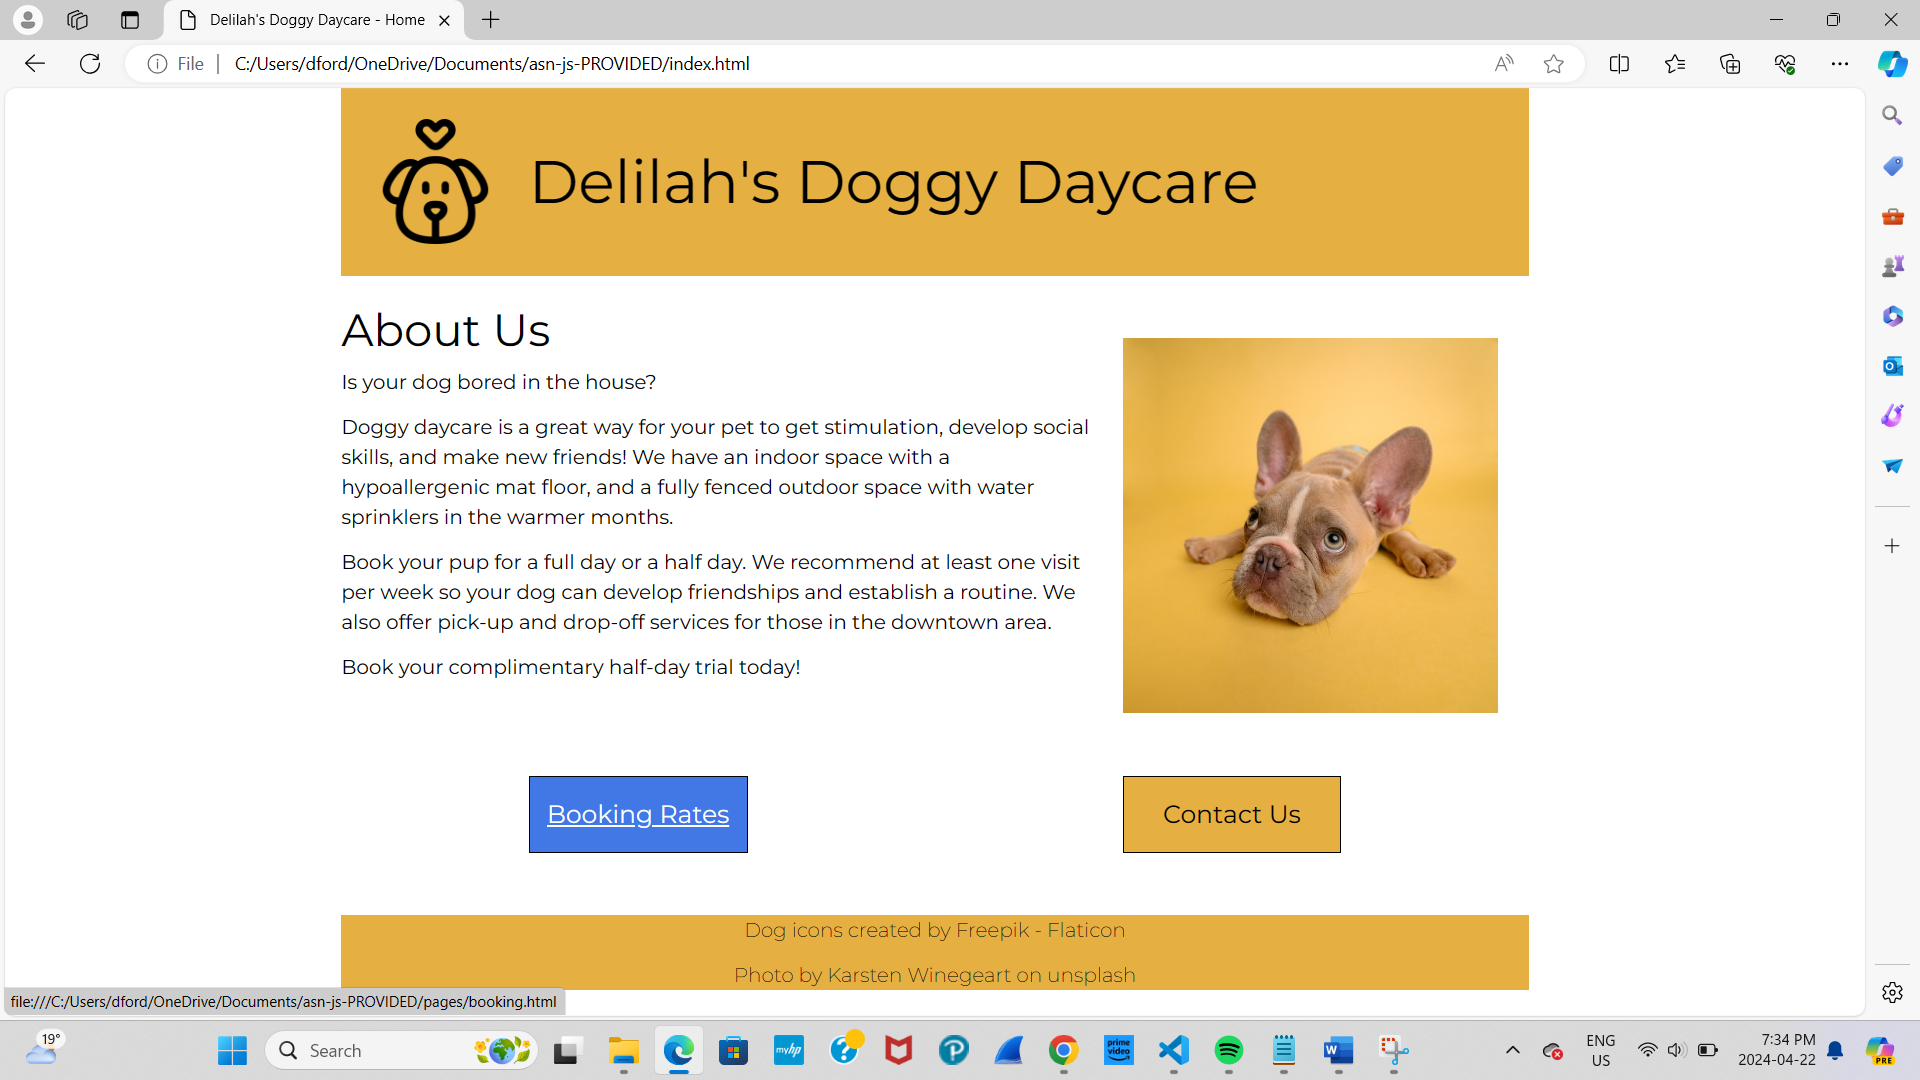 Delilah's Doggy Daycare - Home
File
C:/Users/dford/OneDrive/Documents/asn-js-PROVIDED/index.html
Delilah's Doggy Daycare
About Us
Is your dog bored in the house?
Doggy daycare is a great way for your pet to get stimulation, develop social
skills, and make new friends! We have an indoor space with a
hypoallergenic mat floor, and a fully fenced outdoor space with water
sprinklers in the warmer months.
Book your pup for a full day or a half day. We recommend at least one visit
per week so your dog can develop friendships and establish a routine. We
also offer pick-up and drop-off services for those in the downtown area.
Book your complimentary half-day trial today!
Booking Rates
Contact Us
Dog icons created by Freepik - Flaticon
Photo by Karsten Winegeart on unsplash
file:///C:/Users/dford/OneDrive/Documents/asn-js-PROVIDED/pages/booking.html
19°
Search
myhp
prime video
ENG
US
7:34 PM
2024-04-22
PRE